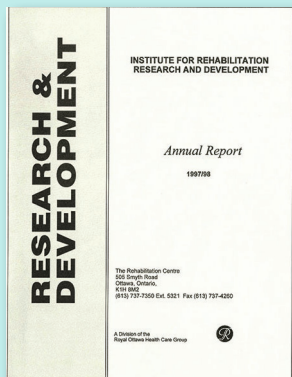 RESEARCH &
DEVELOPMENT
INSTITUTE FOR REHABILITATION
RESEARCH AND DEVELOPMENT
Annual Report
1997/98
The Rehabilitation Centre
505 Smyth Road
Ottawa, Ontario,
K1H 8M2
(613) 737-7350 Ext. 5321 Fax (613) 737-4260
A Division of the
Royal Ottawa Health Care Group
R